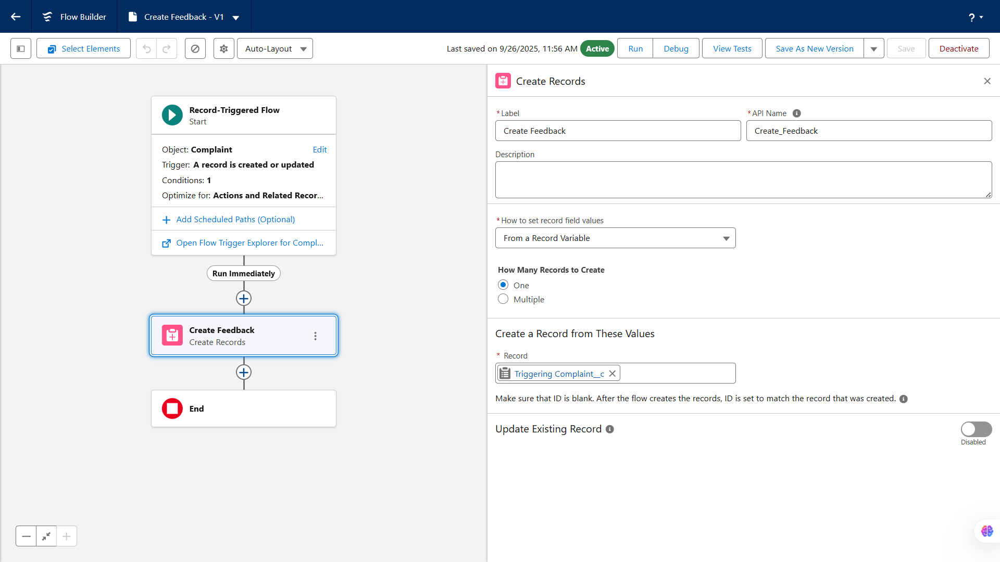 Flow Builder
Create Feedback - V1
?
Select Elements
Auto-Layout
Last saved on 9/26/2025, 11:56 AM
Active
Run
Debug
View Tests
Save As New Version
Save
Deactivate
Record-Triggered Flow
Start
Object: Complaint
Edit
Trigger: A record is created or updated
Conditions: 1
Optimize for: Actions and Related Recor...
Add Scheduled Paths (Optional)
Open Flow Trigger Explorer for Compl...
Run Immediately
Create Feedback
Create Records
End
Create Records
*Label
*API Name
Create Feedback
Create_Feedback
Description
*How to set record field values
From a Record Variable
How Many Records to Create
One
Multiple
Create a Record from These Values
* Record
Triggering Complaint__c
Make sure that ID is blank. After the flow creates the records, ID is set to match the record that was created.
Update Existing Record
Disabled